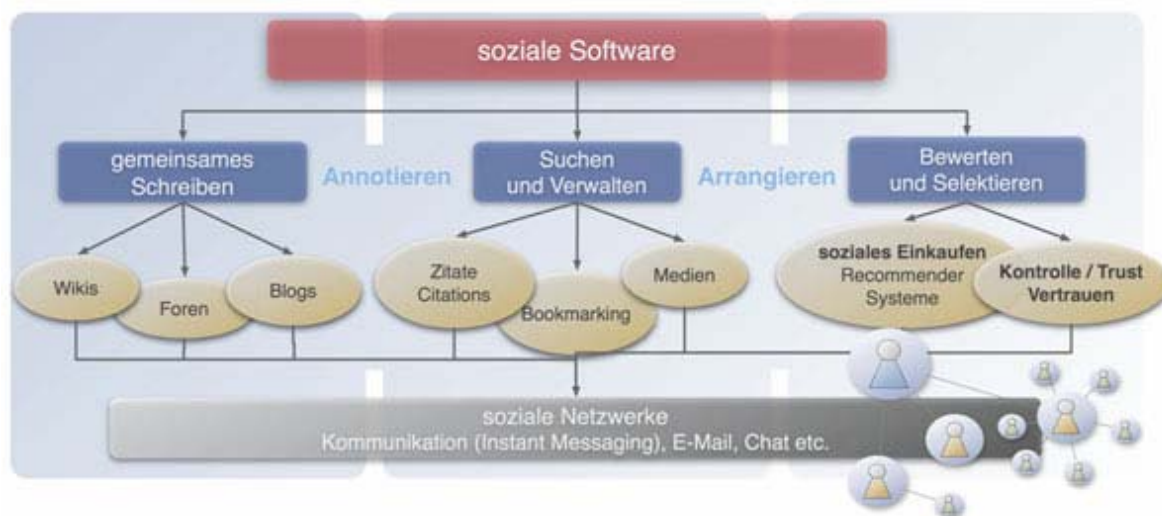 soziale Software
gemeinsames
Schreiben
Annotieren
Suchen
und Verwalten
Arrangieren
Bewerten
und Selektieren
Wikis
Foren
Blogs
Zitate
Citations
Bookmarking
Medien
soziales Einkaufen
Recommender
Systeme
Kontrolle / Trust
Vertrauen
soziale Netzwerke
Kommunikation (Instant Messaging), E-Mail, Chat etc.